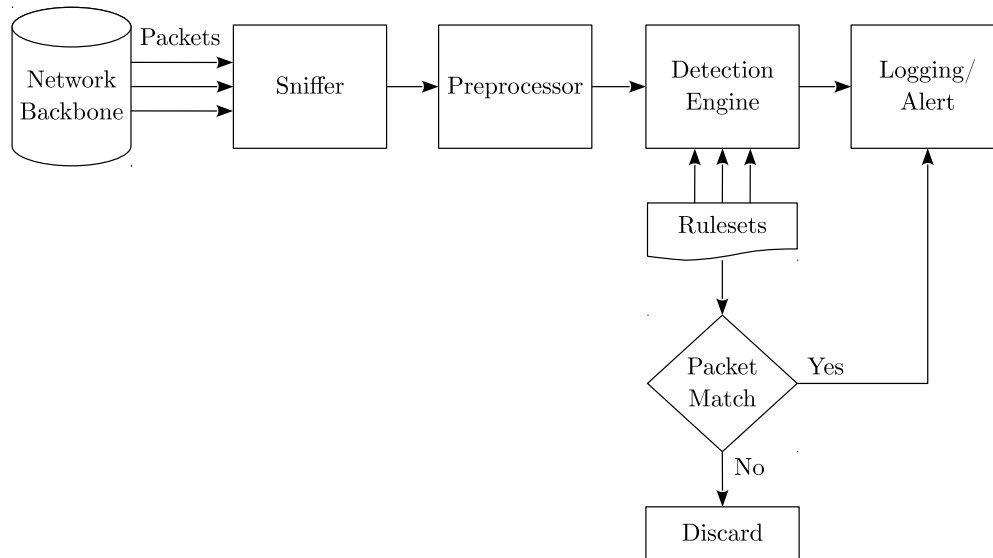 Packets
Network
Backbone
Sniffer
Preprocessor
Detection
Engine
Logging/
Alert
Rulesets
Packet
Match
Yes
No
Discard